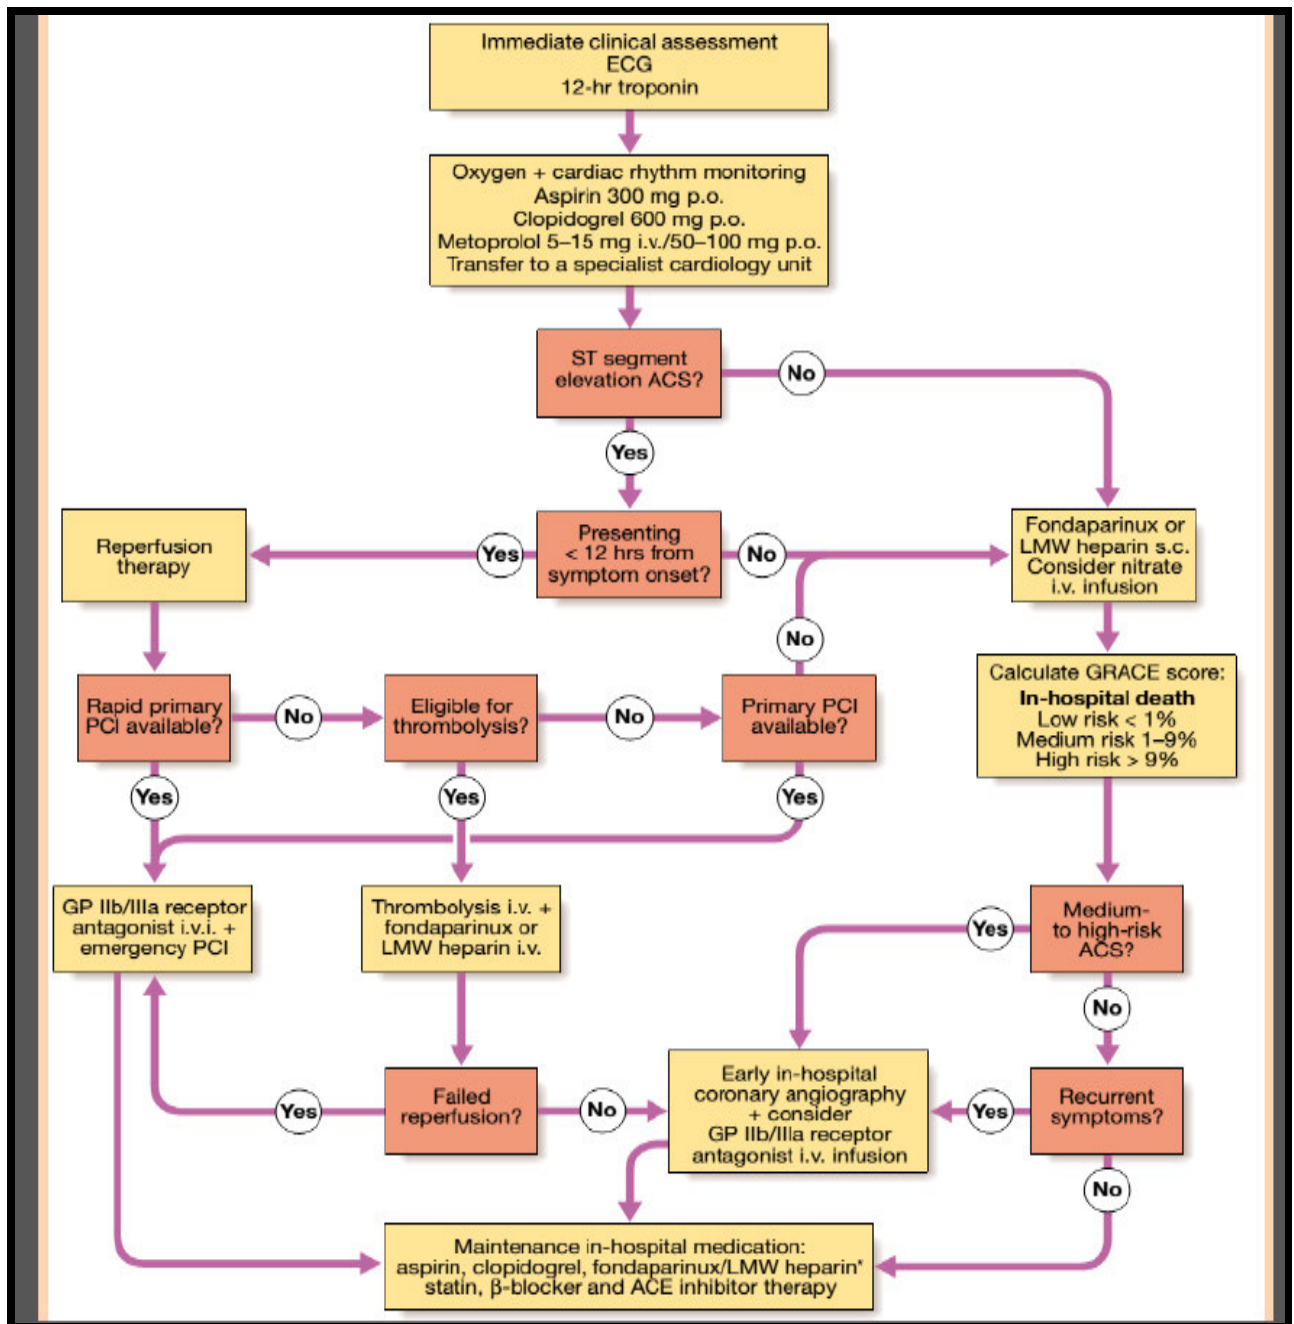 Immediate clinical assessment
ECG
12-hr troponin
Oxygen + cardiac rhythm monitoring
Aspirin 300 mg p.o.
Clopidogrel 600 mg p.o.
Metoprolol 5–15 mg i.v./50–100 mg p.o.
Transfer to a specialist cardiology unit
ST segment
elevation ACS?
No
Yes
Reperfusion
therapy
Yes
Presenting
< 12 hrs from
symptom onset?
No
Fondaparinux or
LMW heparin s.c.
Consider nitrate
i.v. infusion
No
Rapid primary
PCI available?
No
Eligible for
thrombolysis?
No
Primary PCI
available?
Calculate GRACE score:
In-hospital death
Low risk < 1%
Medium risk 1–9%
High risk > 9%
Yes
Yes
Yes
GP IIb/IIIa receptor
antagonist i.v.i. +
emergency PCI
Thrombolysis i.v. +
fondaparinux or
LMW heparin i.v.
Yes
Medium-
to high-risk
ACS?
No
Yes
Failed
reperfusion?
No
Early in-hospital
coronary angiography
+ consider
GP IIb/IIIa receptor
antagonist i.v. infusion
Yes
Recurrent
symptoms?
No
Maintenance in-hospital medication:
aspirin, clopidogrel, fondaparinux/LMW heparin*
statin, β-blocker and ACE inhibitor therapy